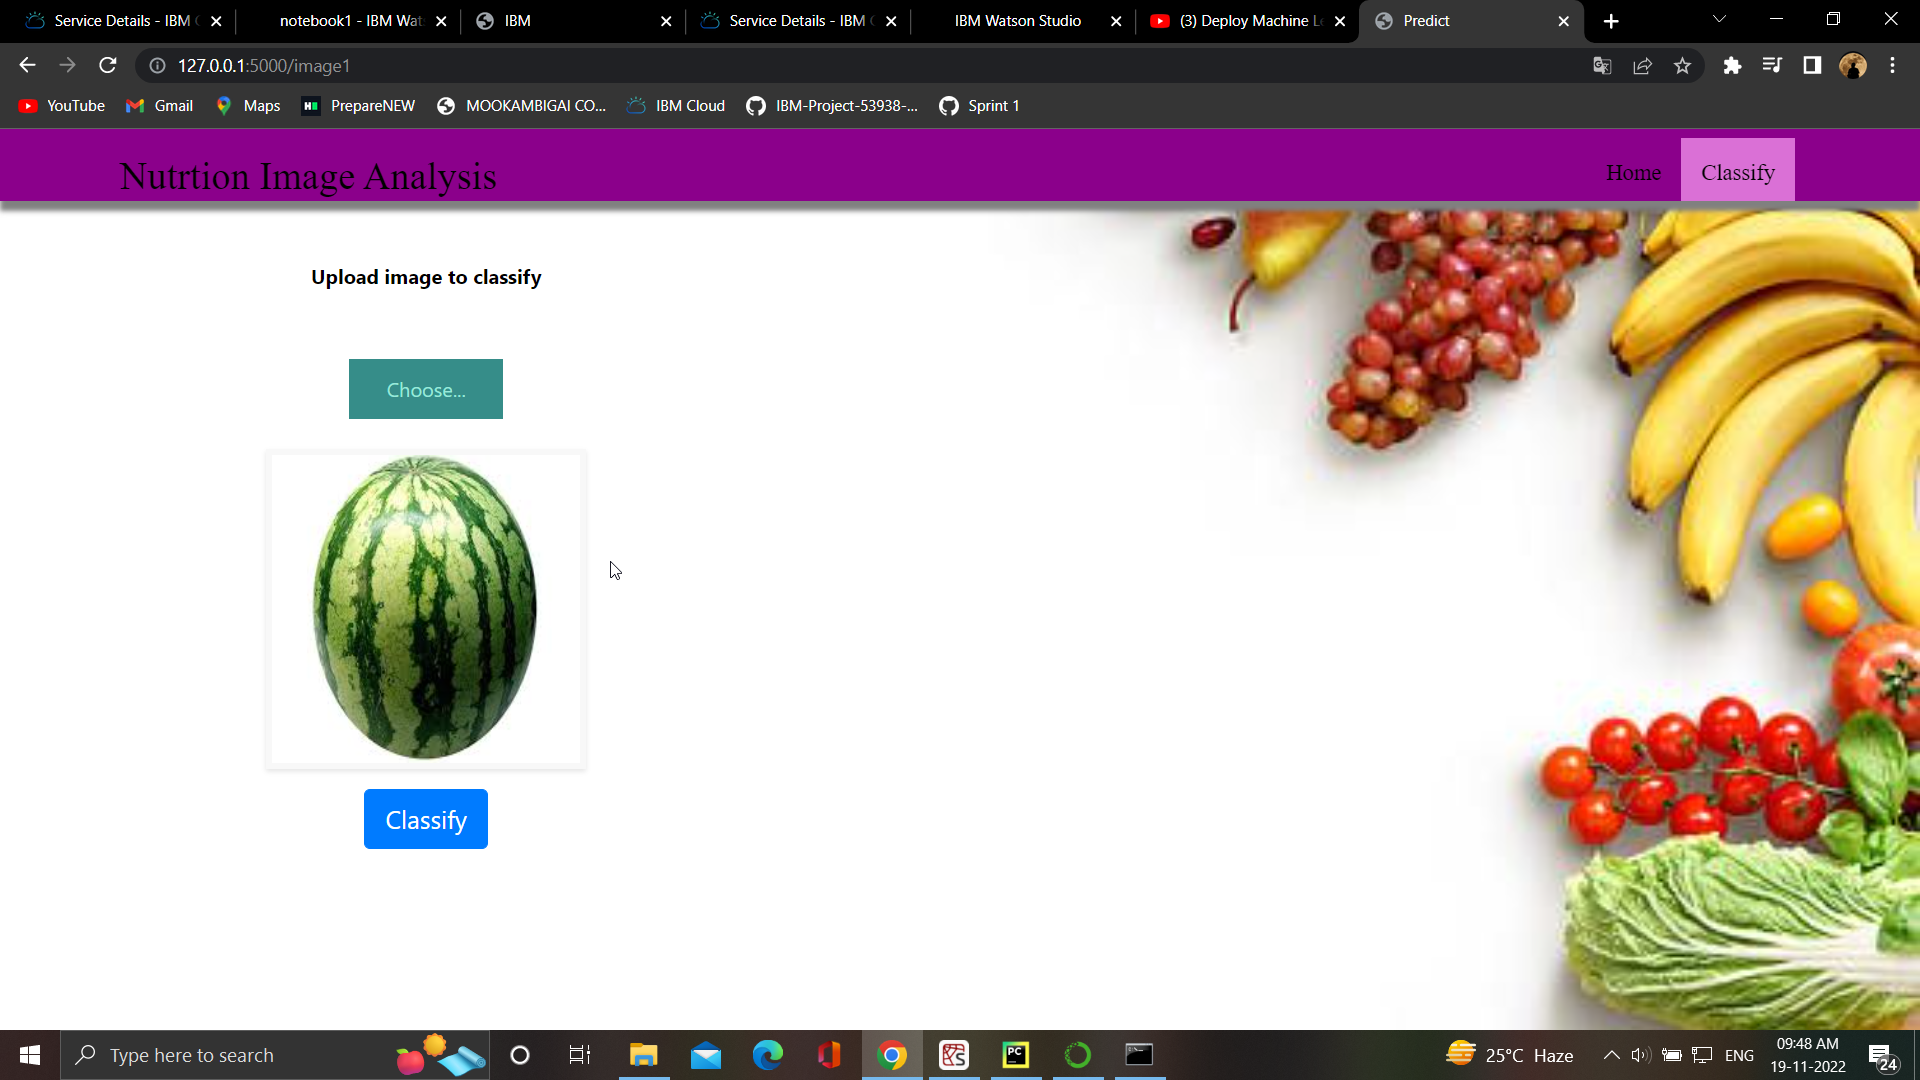 Service Details - IBM
notebook1 - IBM Wat
IBM
Service Details - IBM
IBM Watson Studio
(3) Deploy Machine L
Predict
127.0.0.1:5000/image1
YouTube
Gmail
Maps
PrepareNEW
MOOKAMBIGAI CO...
IBM Cloud
IBM-Project-53938-...
Sprint 1
Nutrtion Image Analysis
Home
Classify
Upload image to classify
Choose...
Classify
Type here to search
PC
25°C Haze
ENG
09:48 AM
19-11-2022
24